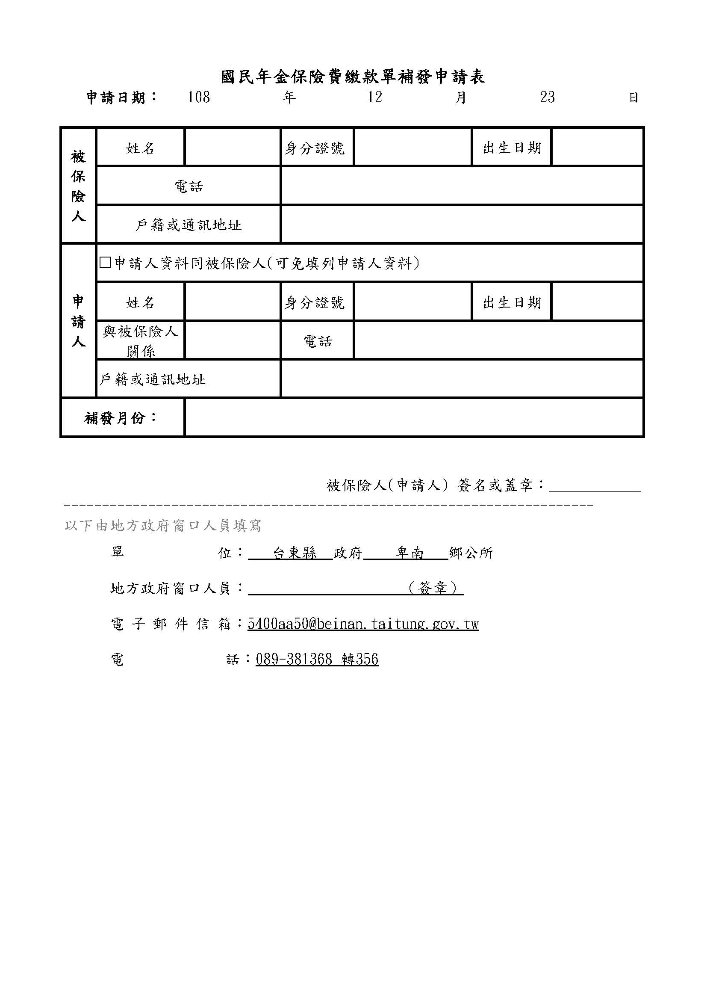 國民年金保險費繳款單補發申請表
申請日期： 108 年 12 月 23 日
被保險人
姓名 身分證號 出生日期
電話
戶籍或通訊地址
申請人
□申請人資料同被保險人(可免填列申請人資料)
姓名 身分證號 出生日期
與被保險人
關係
電話
戶籍或通訊地址
補發月份：
被保險人(申請人) 簽名或蓋章：____________
---------------------------------------------------------------------
以下由地方政府窗口人員填寫
單 位： 台東縣 政府 卑南 鄉公所
地方政府窗口人員： （簽章）
電子郵件信箱：5400aa50@beinan.taitung.gov.tw
電 話：089-381368 轉356